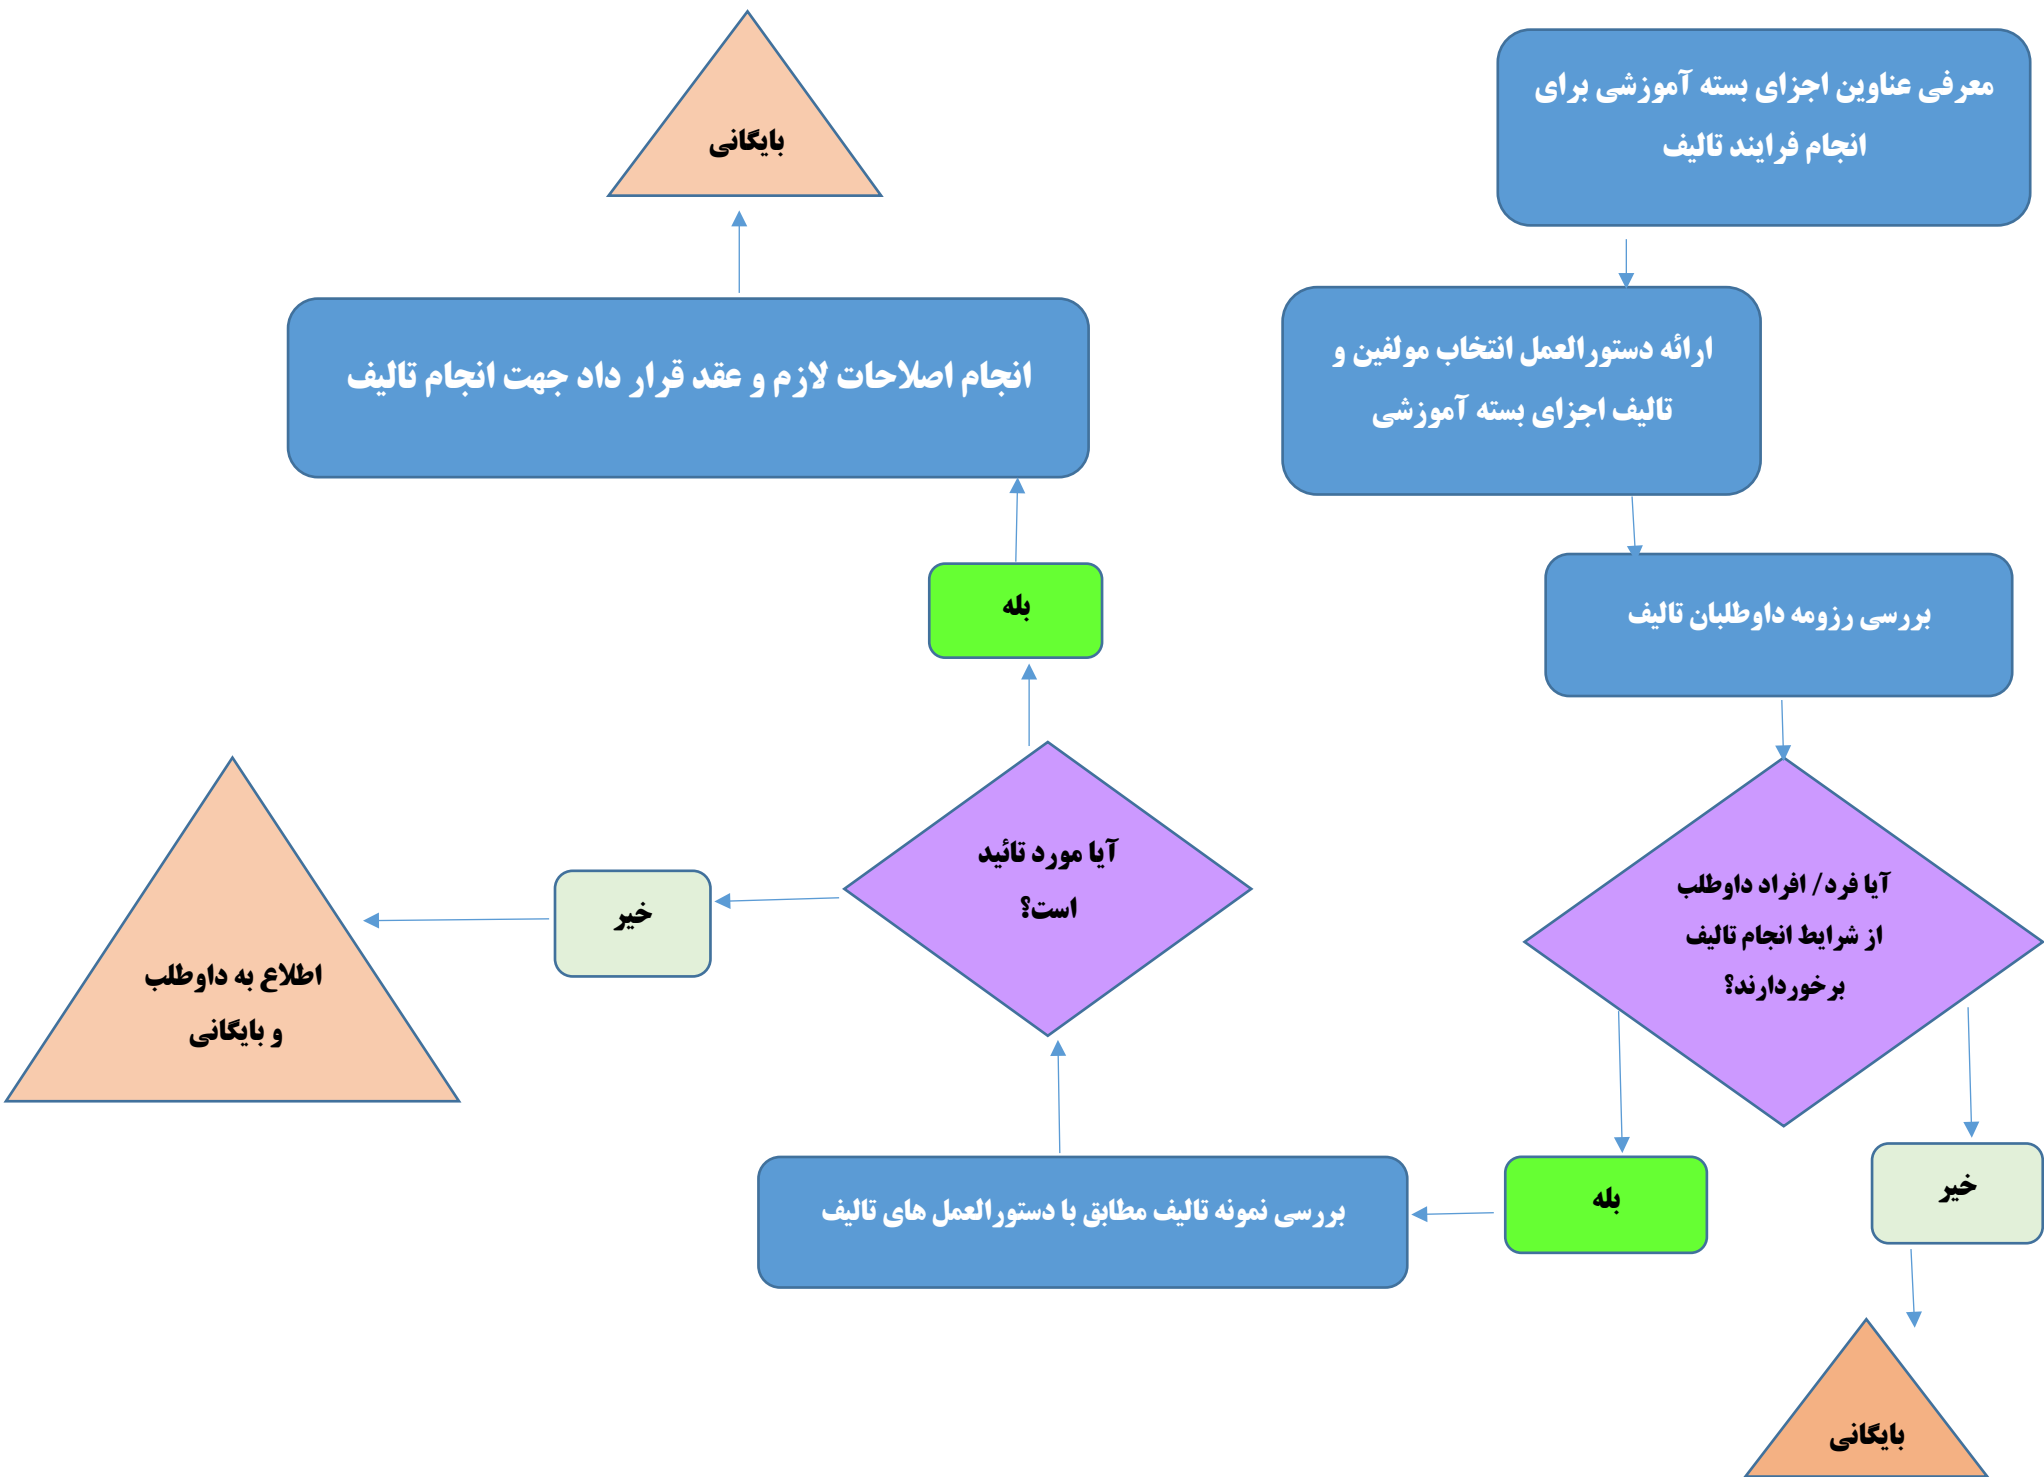 معرفی عناوین اجزای بسته آموزشی برای
انجام فرایند تالیف
ارائه دستورالعمل انتخاب مولفین و
تالیف اجزای بسته آموزشی
بررسی رزومه داوطلبان تالیف
آیا فرد/ افراد داوطلب
از شرایط انجام تالیف
برخوردارند؟
خیر
بایگانی
بله
بررسی نمونه تالیف مطابق با دستورالعمل های تالیف
آیا مورد تائید
است؟
خیر
اطلاع به داوطلب
و بایگانی
بله
انجام اصلاحات لازم و عقد قرار داد جهت انجام تالیف
بایگانی